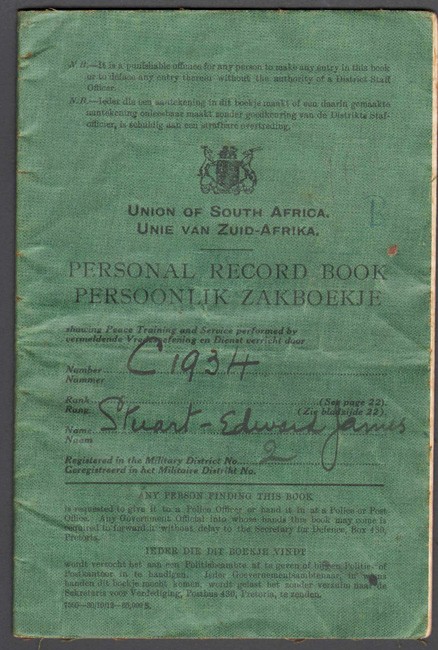 N.B.—It is a punishable offence for any person to make any entry in this book
or to deface any entry therein without the authority of a District Staff
Officer.
N.B.—Ieder die een aantekening in dit boekje maakt of een daarin gemaakte
aantekening onleesbaar maakt zonder goedkeuring van de Distrikts Staf-
officier, is schuldig aan een strafbare overtreding.
B
UNION OF SOUTH AFRICA.
UNIE VAN ZUID-AFRIKA.
PERSONAL RECORD BOOK
PERSOONLIK ZAKBOEKJE
showing Peace Training and Service performed by
vermeldende Vredesoefening en Dienst verricht door
Number C 1934
Nummer
Rank (See page 22).
Rang (Zie bladzijde 22).
Name Stuart - Edward James
Naam
Registered in the Military District No. 2
Geregistreerd in het Militaire Distrikt No.
ANY PERSON FINDING THIS BOOK
is requested to give it to a Police Officer or hand it in at a Police or Post
Office. Any Government Official into whose hands this book may come is
required to forward it without delay to the Secretary for Defence, Box 430,
Pretoria.
IEDER DIE DIT BOEKJE VINDT
wordt verzocht het aan een Politiebeambte af te geven of bij een Politie- of
Postkantoor in te handigen. Ieder Goevernementsambtenaar, in wiens
handen dit boekje mocht komen, wordt gelast het zonder verzuim naar de
Sekretaris voor Verdediging, Postbus 430, Pretoria, te zenden.